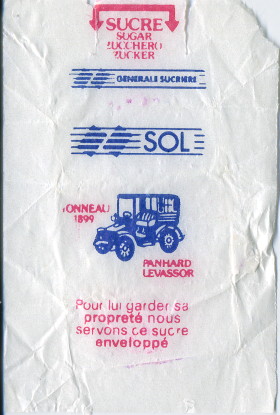 SUCRE
SUGAR
ZUCCHERO
ZUCKER
GENERALE SUCRIERE
SOL
TONNEAU
1899
PANHARD
LEVASSOR
Pour lui garder sa
propreté nous
servons ce sucre
enveloppé